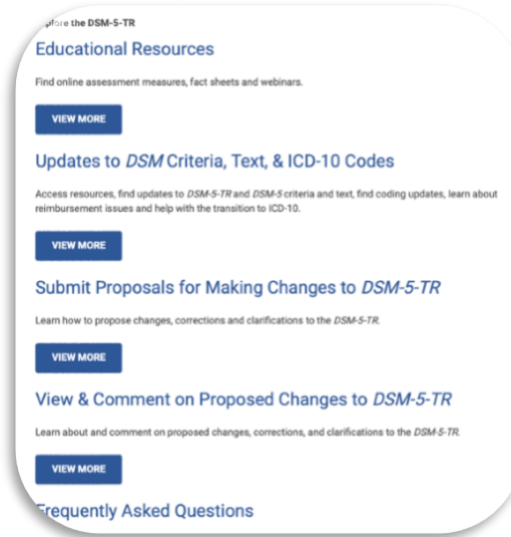 the DSM-5-TR
Educational Resources
Find online assessment measures, fact sheets and webinars.
VIEW MORE
Updates to DSM Criteria, Text, & ICD-10 Codes
Access resources, find updates to DSM-5-TR and DSM-5 criteria and text, find coding updates, learn about
reimbursement issues and help with the transition to ICD-10.
VIEW MORE
Submit Proposals for Making Changes to DSM-5-TR
Learn how to propose changes, corrections and clarifications to the DSM-5-TR.
VIEW MORE
View & Comment on Proposed Changes to DSM-5-TR
Learn about and comment on proposed changes, corrections, and clarifications to the DSM-5-TR.
VIEW MORE
Frequently Asked Questions